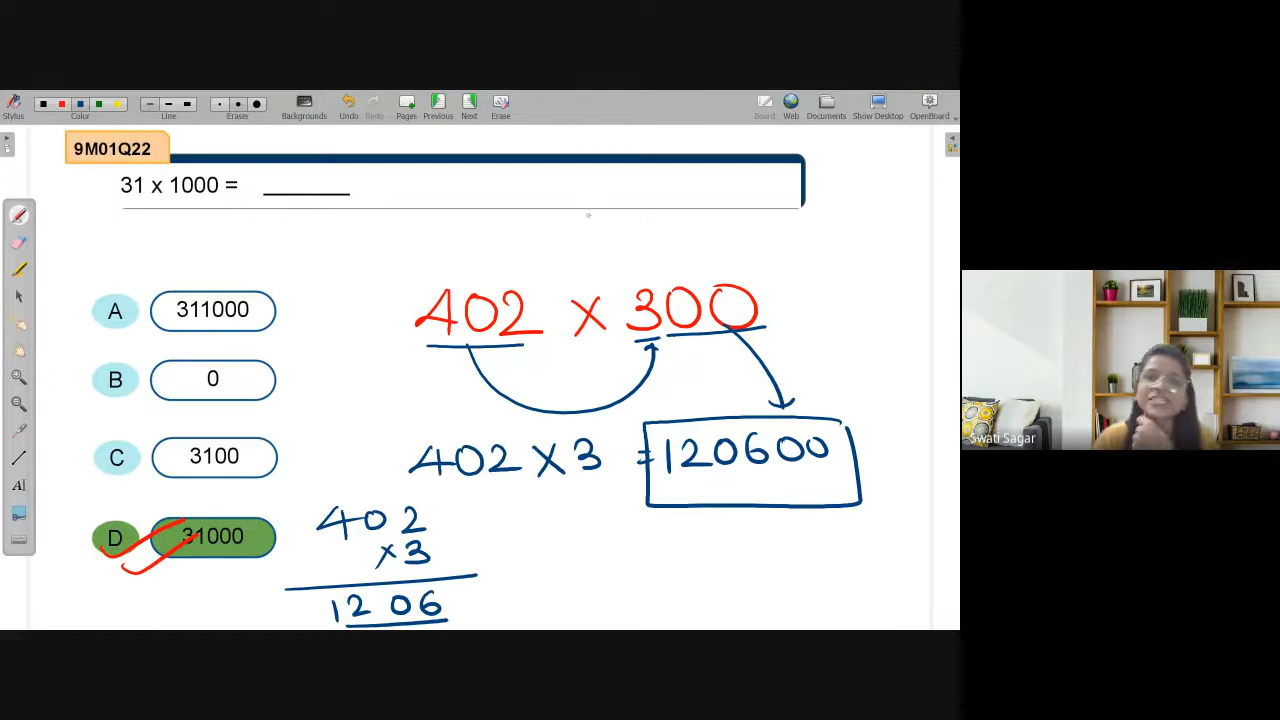 Stylus Color Line Eraser Backgrounds Undo Redo Pages Previous Next Erase Board Web Documents Show Desktop OpenBoard
9M01Q22
31 x 1000 = _______
A 311000
B 0
C 3100
D 31000
402 x 300
402 x 3 = 120600
402
x3
1206
Swati Sagar